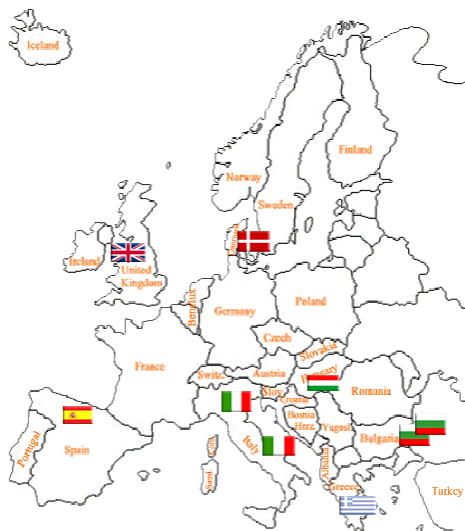 Iceland
Finland
Norway
Sweden
Denmark
Ireland
United
Kingdom
Benelux
Germany
Poland
Czech
Slovakia
France
Switz.
Austria
Hungary
Slov.
Croatia
Romania
Bosnia
Herz.
Yugosl.
Italy
Bulgaria
Portugal
Spain
Sard.
Albania
Greece
Turkey